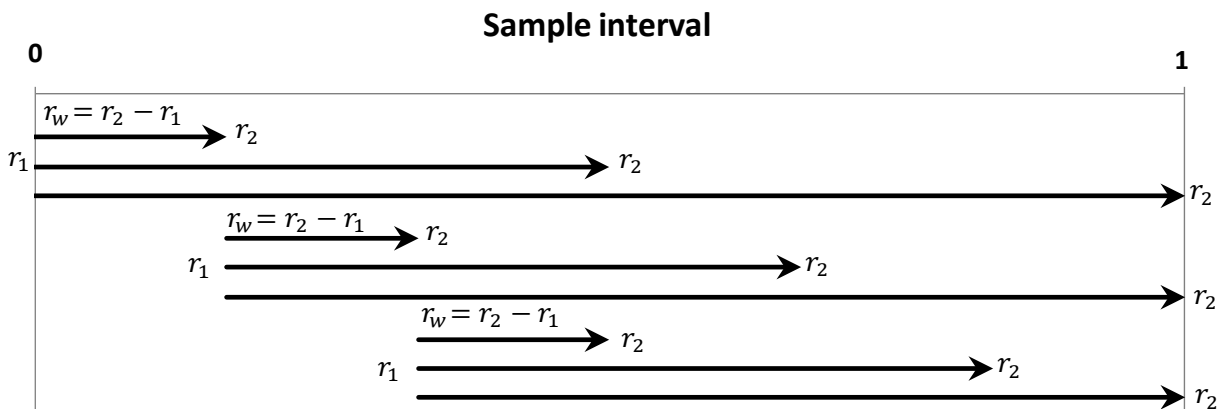 Sample interval
0 1
r_w = r_2 − r_1
r_2
r_1
r_2
r_2
r_w = r_2 − r_1
r_2
r_1
r_2
r_2
r_w = r_2 − r_1
r_2
r_1
r_2
r_2